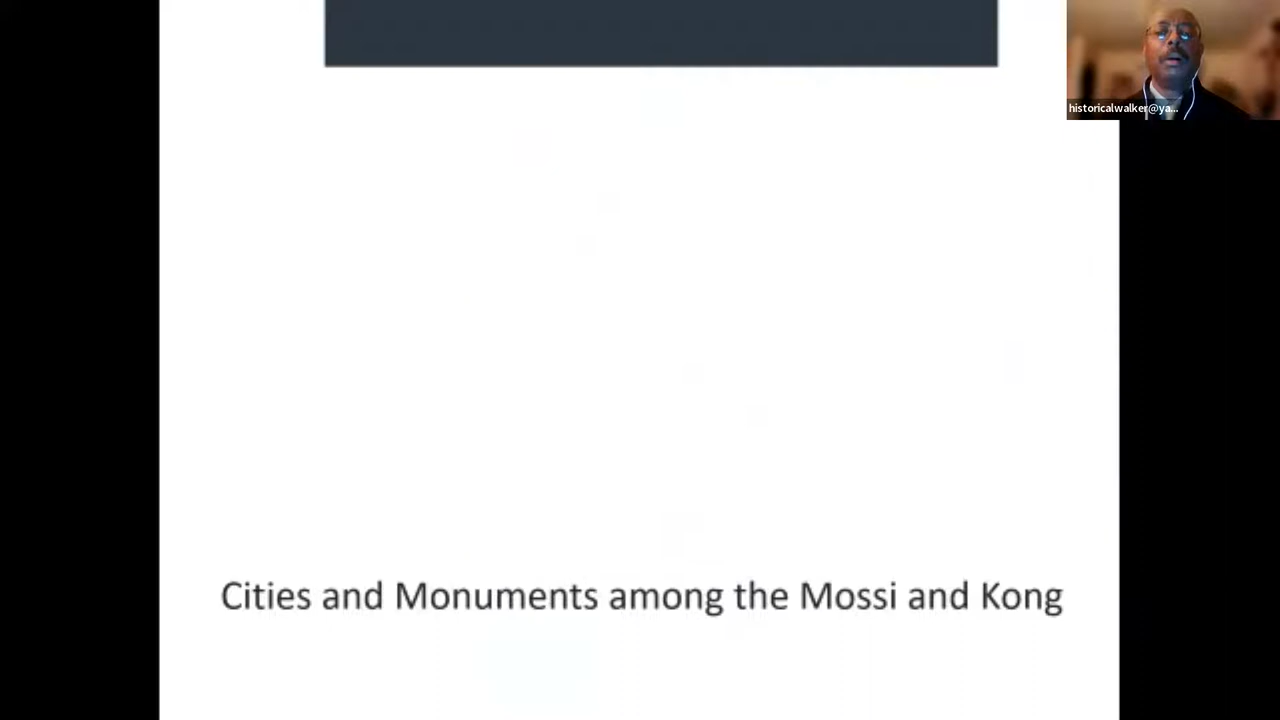 historicalwalker@ya...
Cities and Monuments among the Mossi and Kong